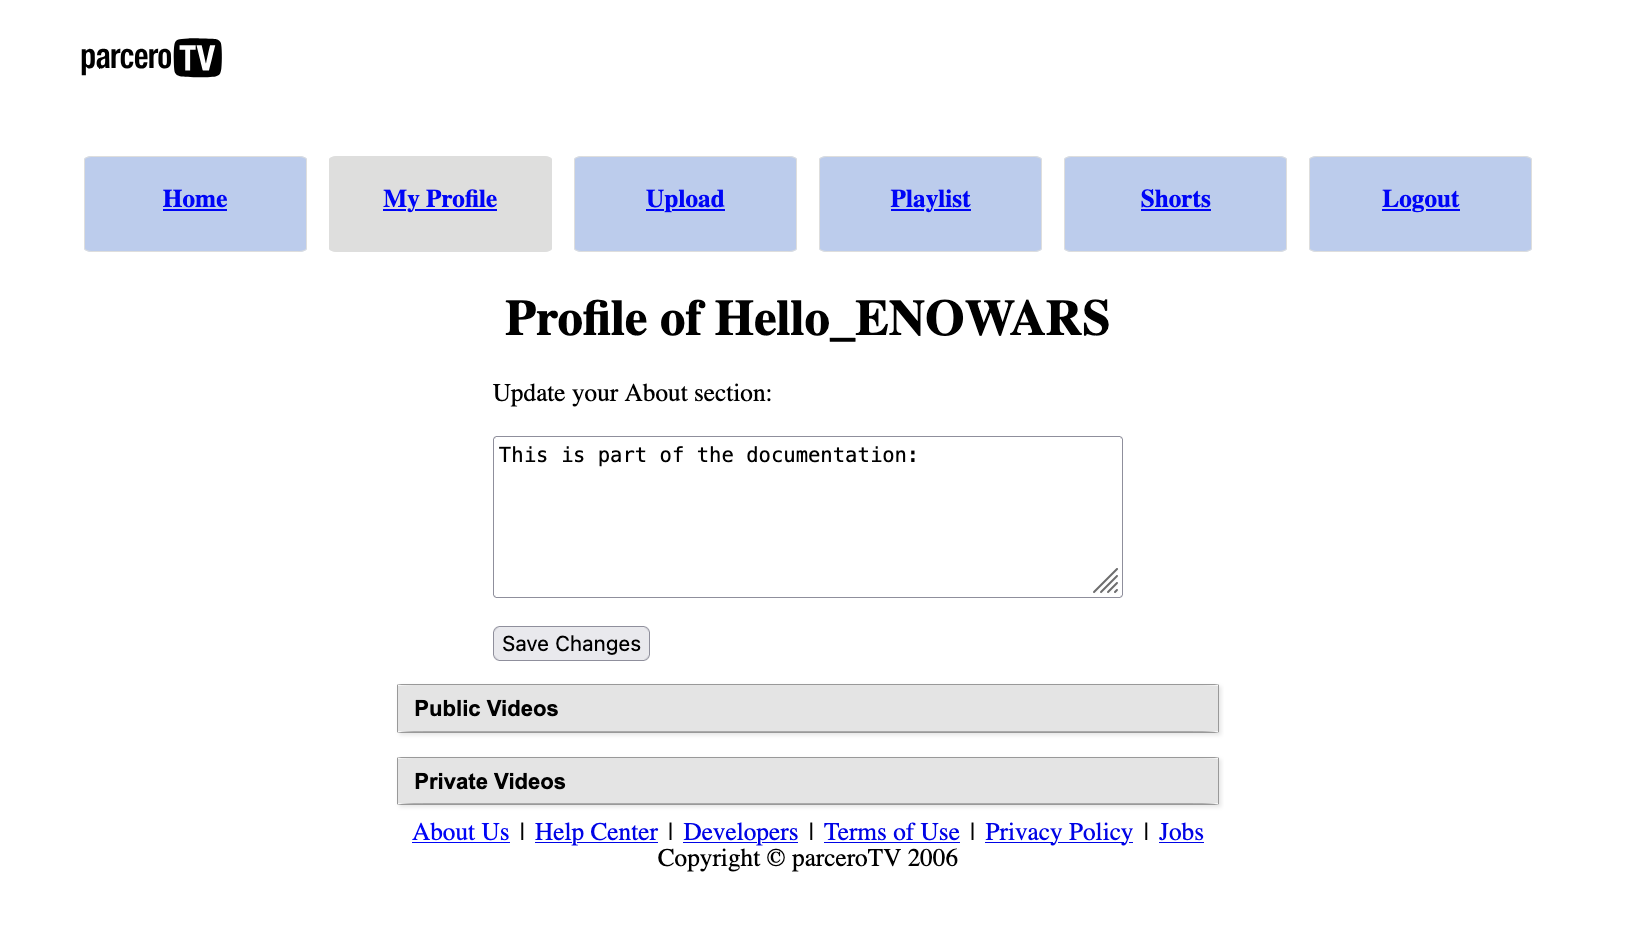 parceroTV
Home My Profile Upload Playlist Shorts Logout
Profile of Hello_ENOWARS
Update your About section:
This is part of the documentation:
Save Changes
Public Videos
Private Videos
About Us | Help Center | Developers | Terms of Use | Privacy Policy | Jobs
Copyright © parceroTV 2006